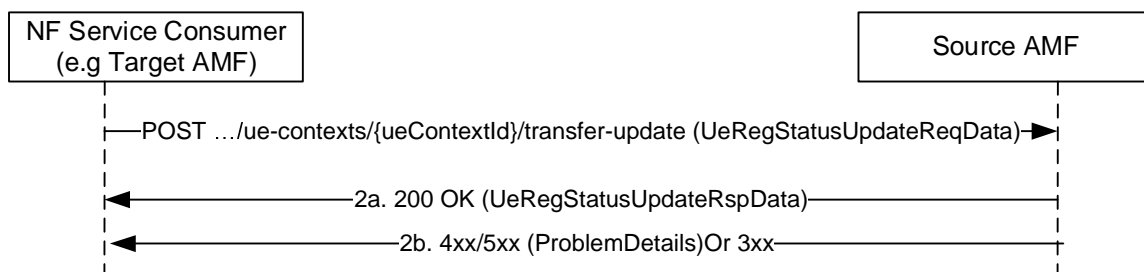 NF Service Consumer
(e.g Target AMF)
Source AMF
POST …/ue-contexts/{ueContextId}/transfer-update (UeRegStatusUpdateReqData)
2a. 200 OK (UeRegStatusUpdateRspData)
2b. 4xx/5xx (ProblemDetails)Or 3xx